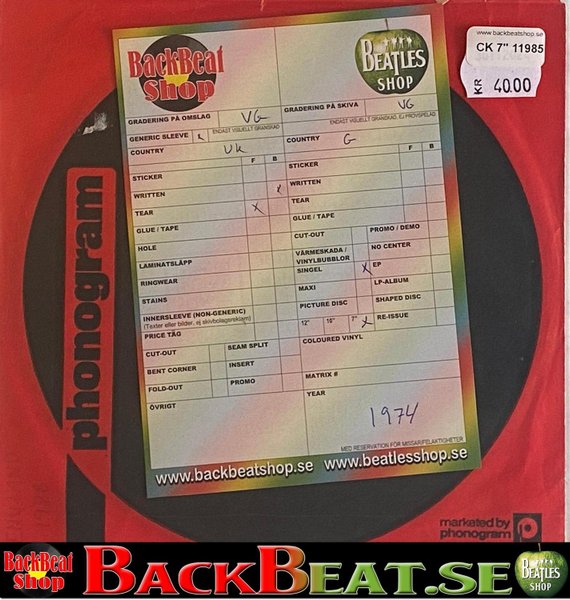 www.backbeatshop.se
CK 7" 11985
KR 40.00
BackBeat
Shop
Beatles
SHOP
GRADERING PÅ OMSLAG VG
ENDAST VISUELLT GRANSKAD
GRADERING PÅ SKIVA VG
ENDAST VISUELLT GRANSKAD, EJ PROVSPELAD
GENERIC SLEEVE
COUNTRY UK
F B
STICKER
WRITTEN X
TEAR X
GLUE / TAPE
HOLE
LAMINATSLÄPP
RINGWEAR
STAINS
INNERSLEEVE (NON-GENERIC)
(Texter eller bilder, ej skivbolagsreklam)
PRICE TAG
CUT-OUT SEAM SPLIT
BENT CORNER INSERT
FOLD-OUT PROMO
ÖVRIGT
COUNTRY G
F B
STICKER
WRITTEN
TEAR
GLUE / TAPE
CUT-OUT PROMO / DEMO
VÄRMESKADA /
VINYLBUBBLOR NO CENTER
SINGEL X EP
MAXI LP-ALBUM
PICTURE DISC SHAPED DISC
12" 10" 7" X RE-ISSUE
COLOURED VINYL
MATRIX #
YEAR
1974
MED RESERVATION FÖR MISSAR/FELAKTIGHETER
www.backbeatshop.se www.beatlesshop.se
phonogram
marketed by
phonogram
BackBeat
Shop
BackBeat.se
Beatles
SHOP